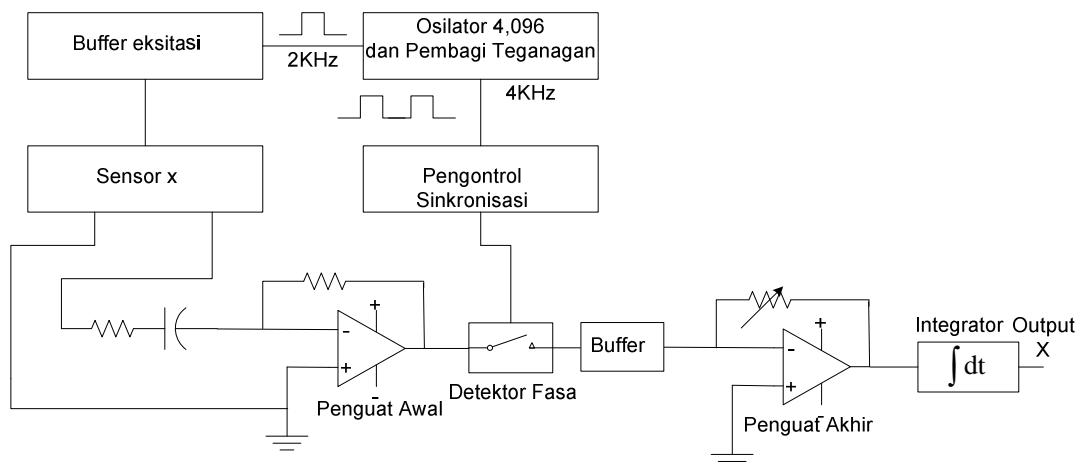 Buffer eksitasi
2KHz
Osilator 4,096
dan Pembagi Teganagan
4KHz
Sensor x
Pengontrol
Sinkronisasi
+
-
-
+
Penguat Awal
Detektor Fasa
Buffer
+
-
-
+
Penguat Akhir
Integrator Output
X
∫dt